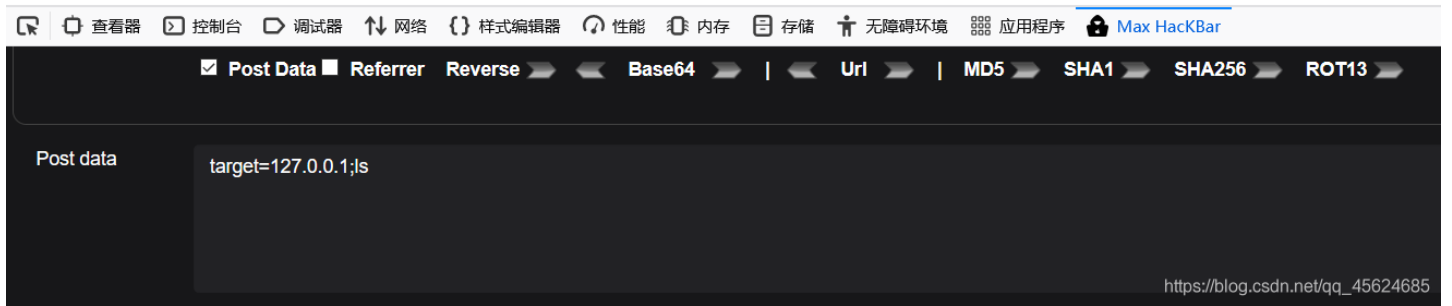 查看器 控制台 调试器 网络 {} 样式编辑器 性能 内存 存储 无障碍环境 应用程序 Max HacKBar
Post Data Referrer Reverse Base64 | Url | MD5 SHA1 SHA256 ROT13
Post data target=127.0.0.1;ls
https://blog.csdn.net/qq_45624685